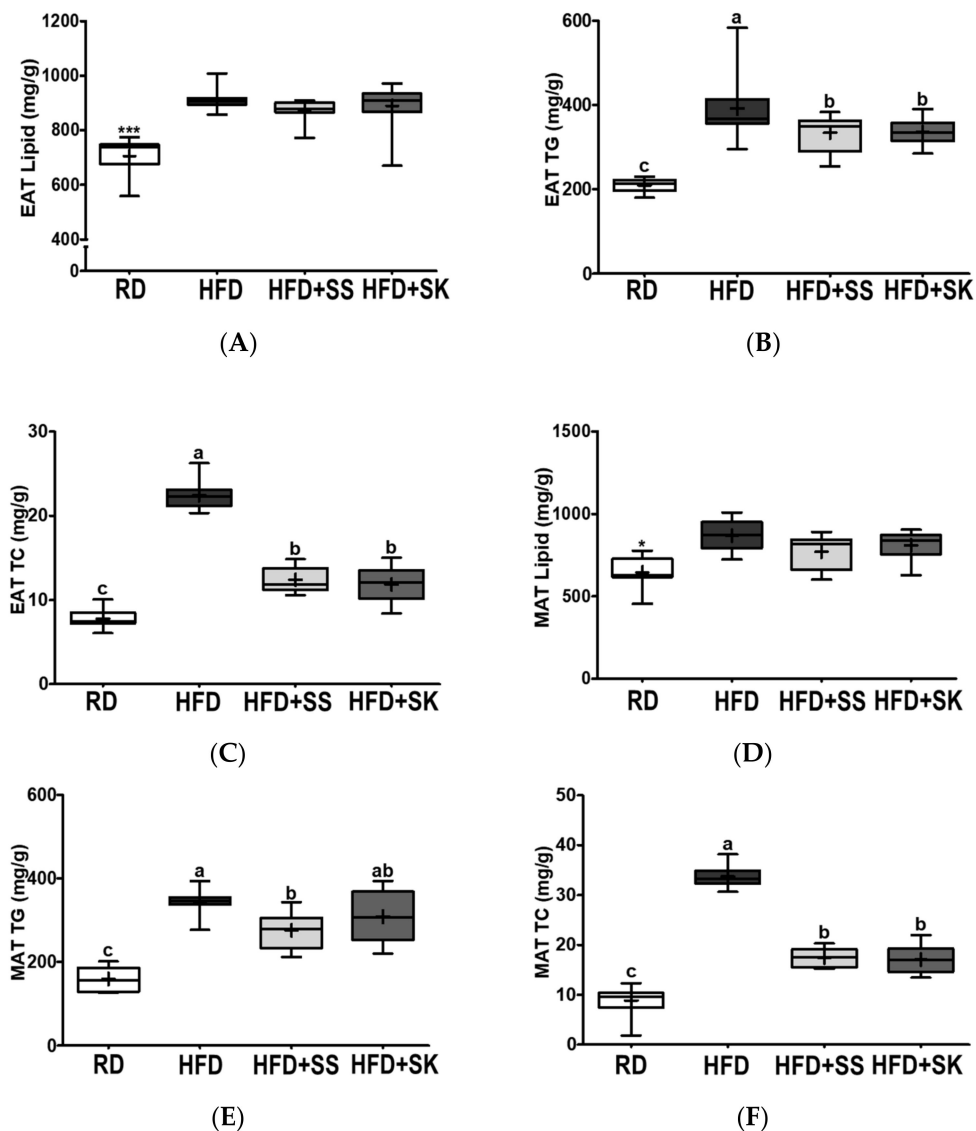 1200
1000
800
600
400
0
EAT Lipid (mg/g)
***
RD HFD HFD+SS HFD+SK
(A)
600
400
200
0
EAT TG (mg/g)
c a b b
RD HFD HFD+SS HFD+SK
(B)
30
20
10
0
EAT TC (mg/g)
c a b b
RD HFD HFD+SS HFD+SK
(C)
1500
1000
500
0
MAT Lipid (mg/g)
*
RD HFD HFD+SS HFD+SK
(D)
600
400
200
0
MAT TG (mg/g)
c a b ab
RD HFD HFD+SS HFD+SK
(E)
50
40
30
20
10
0
MAT TC (mg/g)
c a b b
RD HFD HFD+SS HFD+SK
(F)